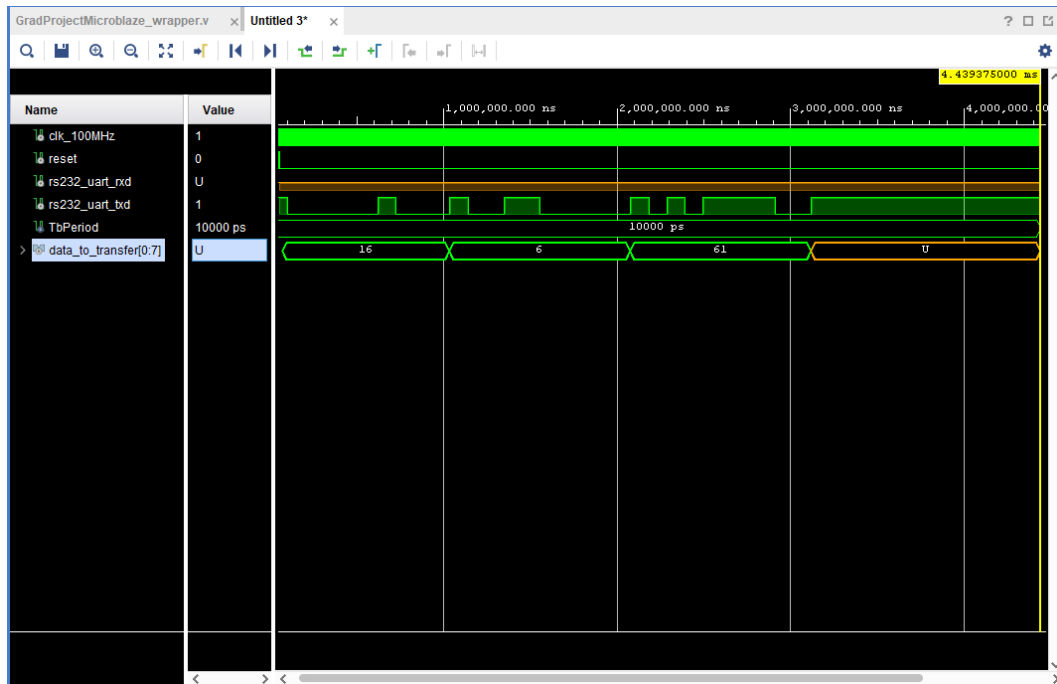 GradProjectMicroblaze_wrapper.v × Untitled 3* ×
4.439375000 ms
Name Value
1,000,000.000 ns 2,000,000.000 ns 3,000,000.000 ns 4,000,000.0
clk_100MHz 1
reset 0
rs232_uart_rxd U
rs232_uart_txd 1
TbPeriod 10000 ps 10000 ps
data_to_transfer[0:7] U 16 6 61 U